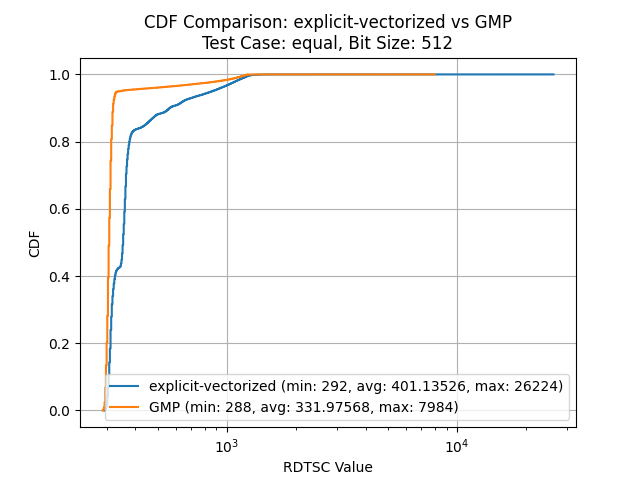 CDF Comparison: explicit-vectorized vs GMP
Test Case: equal, Bit Size: 512
1.0
0.8
0.6
0.4
0.2
0.0
CDF
explicit-vectorized (min: 292, avg: 401.13526, max: 26224)
GMP (min: 288, avg: 331.97568, max: 7984)
10³
10⁴
RDTSC Value